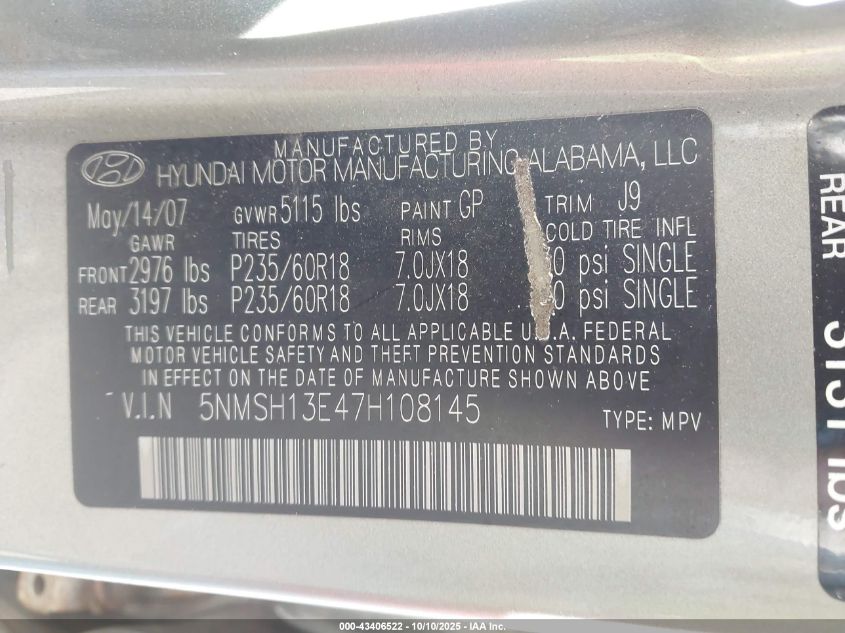 MANUFACTURED BY
HYUNDAI MOTOR MANUFACTURING ALABAMA, LLC
May/14/07 GVWR 5115 lbs PAINT GP TRIM J9
GAWR TIRES RIMS COLD TIRE INFL
FRONT 2976 lbs P235/60R18 7.0JX18 0 psi SINGLE
REAR 3197 lbs P235/60R18 7.0JX18 0 psi SINGLE
THIS VEHICLE CONFORMS TO ALL APPLICABLE U.S.A. FEDERAL
MOTOR VEHICLE SAFETY AND THEFT PREVENTION STANDARDS
IN EFFECT ON THE DATE OF MANUFACTURE SHOWN ABOVE
V.I.N 5NMSH13E47H108145 TYPE: MPV
REAR lbs
000-43406522 - 10/10/2025 - IAA Inc.